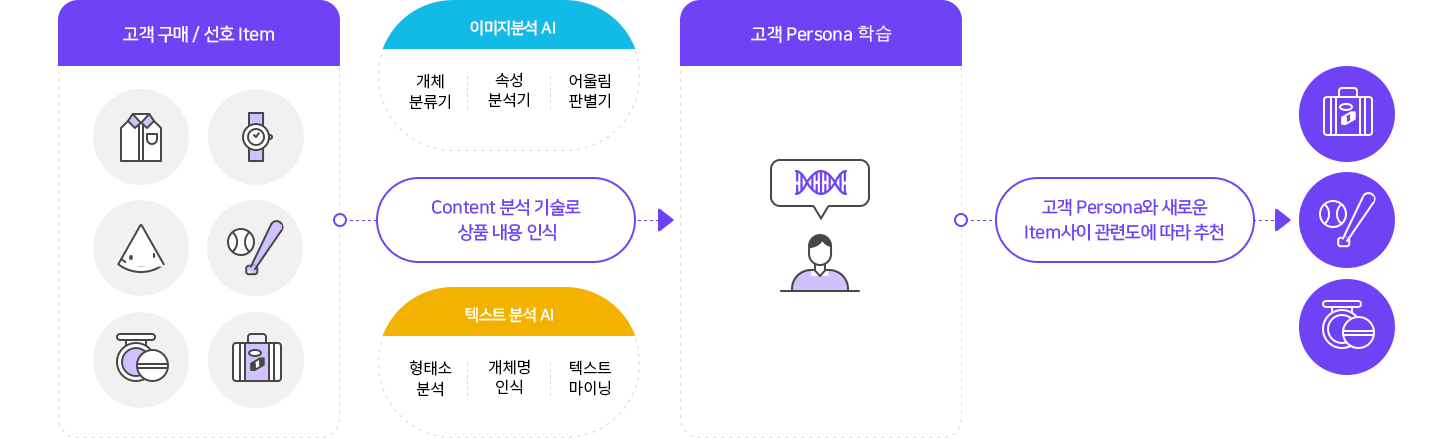 고객 구매 / 선호 Item
이미지분석 AI
개체
분류기
속성
분석기
어울림
판별기
Content 분석 기술로
상품 내용 인식
텍스트 분석 AI
형태소
분석
개체명
인식
텍스트
마이닝
고객 Persona 학습
고객 Persona와 새로운
Item사이 관련도에 따라 추천